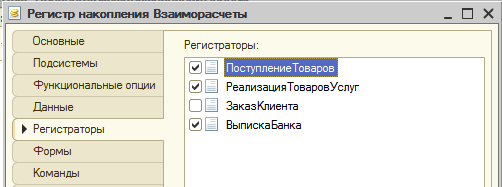 Регистр накопления Взаиморасчеты
Основные
Подсистемы
Функциональные опции
Данные
Регистраторы
Формы
Команды
Регистраторы:
ПоступлениеТоваров
РеализацияТоваровУслуг
ЗаказКлиента
ВыпискаБанка